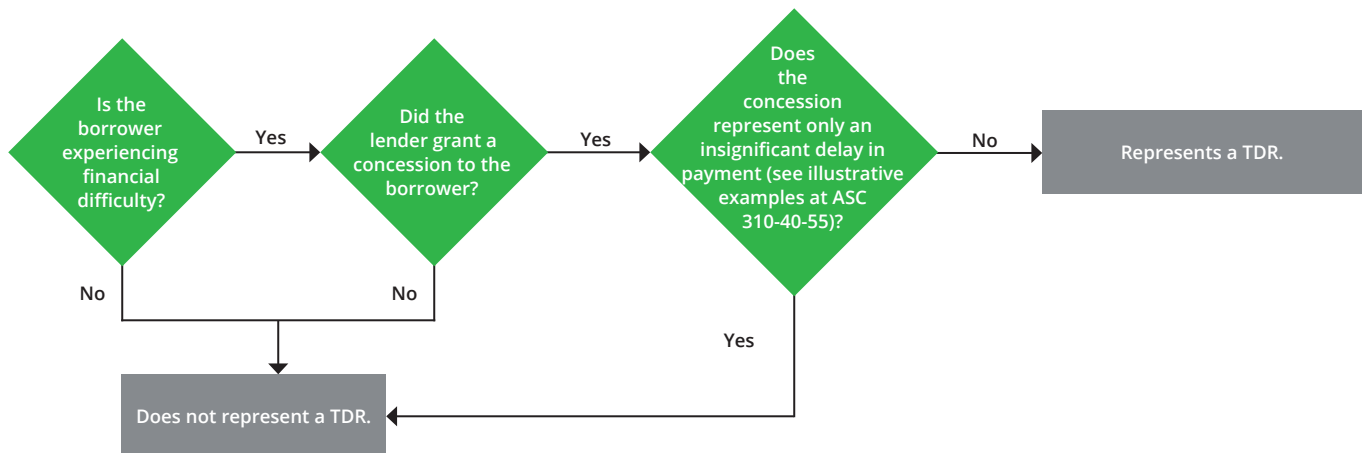 Is the
borrower
experiencing
financial
difficulty?
Yes
Did the
lender grant a
concession to the
borrower?
Yes
Does
the
concession
represent only an
insignificant delay in
payment (see illustrative
examples at ASC
310-40-55)?
No
Represents a TDR.
No
No
Yes
Does not represent a TDR.